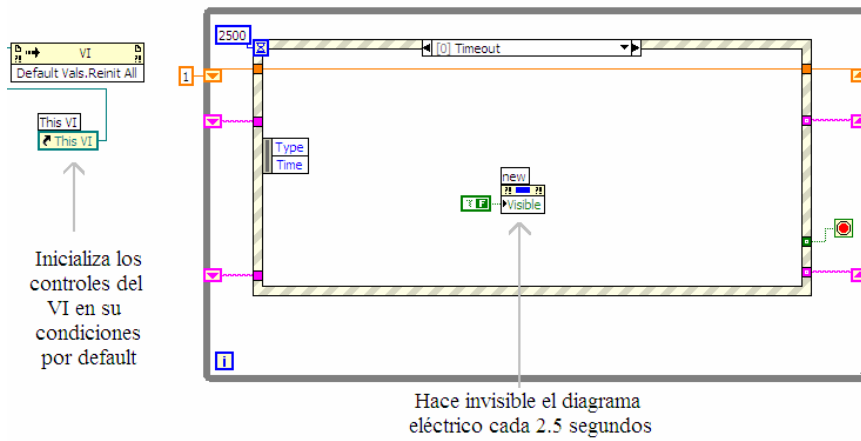 VI
Default Vals.Reinit All
This VI
This VI
Inicializa los
controles del
VI en su
condiciones
por default
2500
[0] Timeout
1
Type
Time
new
F
Visible
i
Hace invisible el diagrama
eléctrico cada 2.5 segundos